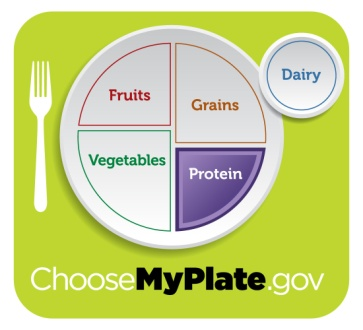 Dairy
Fruits
Grains
Vegetables
Protein
ChooseMyPlate.gov